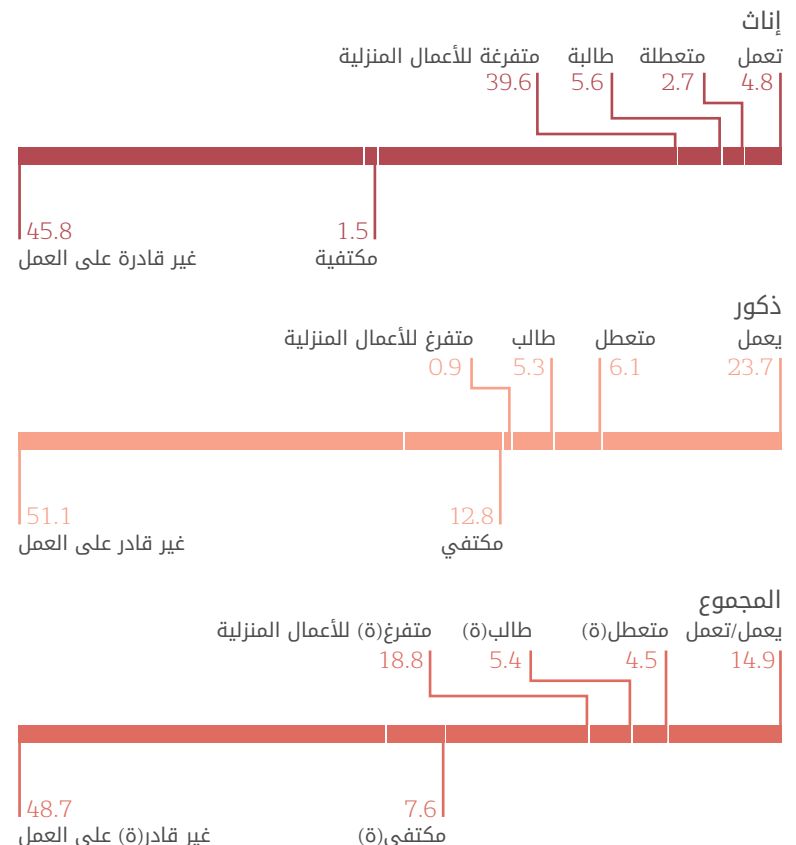 إناث
تعمل متعطلة طالبة متفرغة للأعمال المنزلية
4.8 2.7 5.6 39.6
1.5 45.8
مكتفية غير قادرة على العمل
ذكور
يعمل متعطل طالب متفرغ للأعمال المنزلية
23.7 6.1 5.3 0.9
12.8 51.1
مكتفي غير قادر على العمل
المجموع
يعمل/تعمل متعطل(ة) طالب(ة) متفرغ(ة) للأعمال المنزلية
14.9 4.5 5.4 18.8
7.6 48.7
مكتفي(ة) غير قادر(ة) على العمل